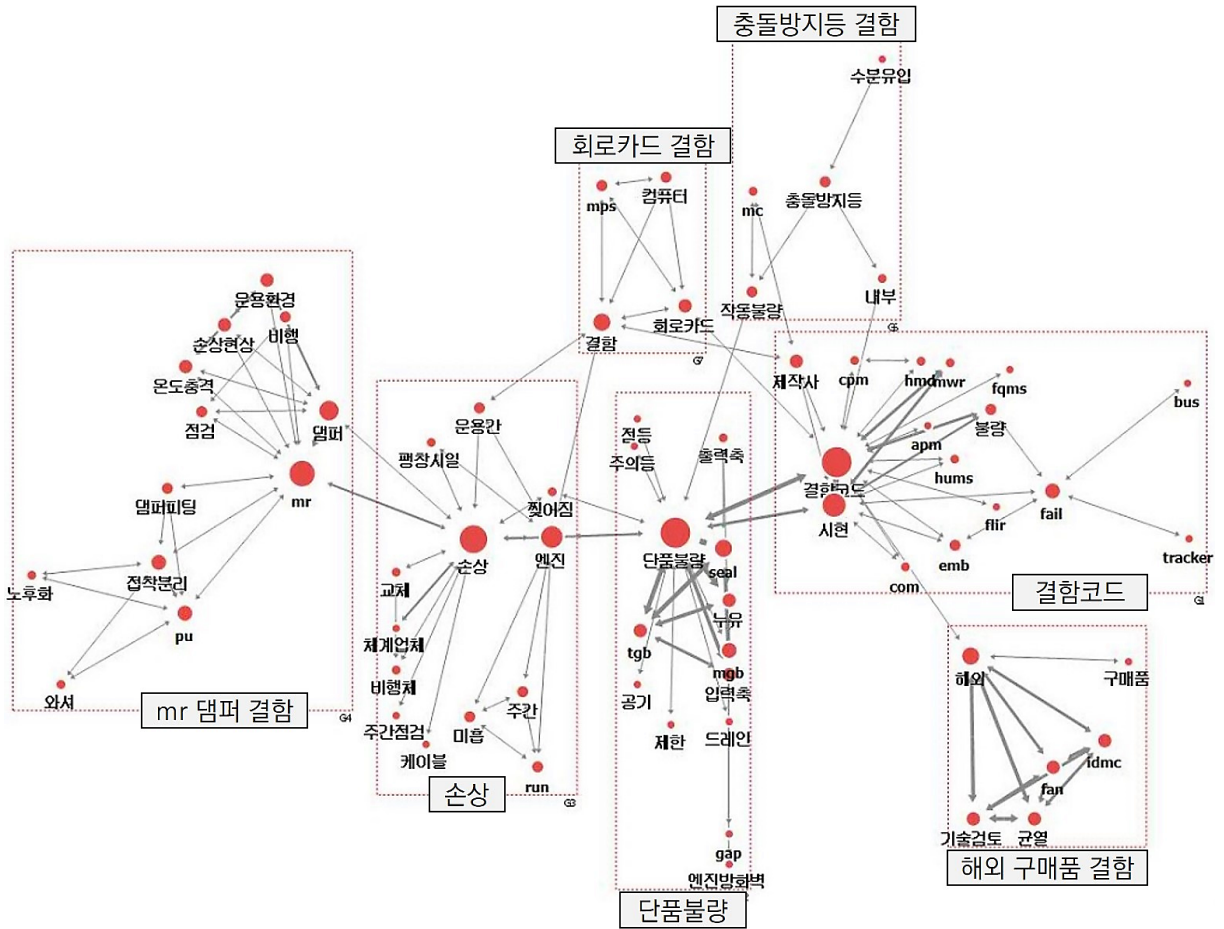 충돌방지등 결함
수분유입
충돌방지등
mc
작동불량
내부
G6
회로카드 결함
mps
컴퓨터
결함
회로카드
G7
운용환경
비행
손상현상
온도충격
점검
댐퍼
mr
댐퍼피팅
노후화
접착분리
pu
와셔
mr 댐퍼 결함
G4
운용간
팽창시일
찢어짐
손상
엔진
교체
체계업체
비행체
주간점검
케이블
미흡
주간
run
손상
G3
점등
주의등
출력축
단품불량
seal
누유
tgb
mgb
입력축
공기
제한
드레인
gap
엔진방화벽
단품불량
제작사
cpm
hmd
mwr
fqms
bus
불량
apm
결함코드
hums
시현
flir
fail
emb
com
tracker
결함코드
G1
해외
구매품
idmc
fan
기술검토
균열
해외 구매품 결함